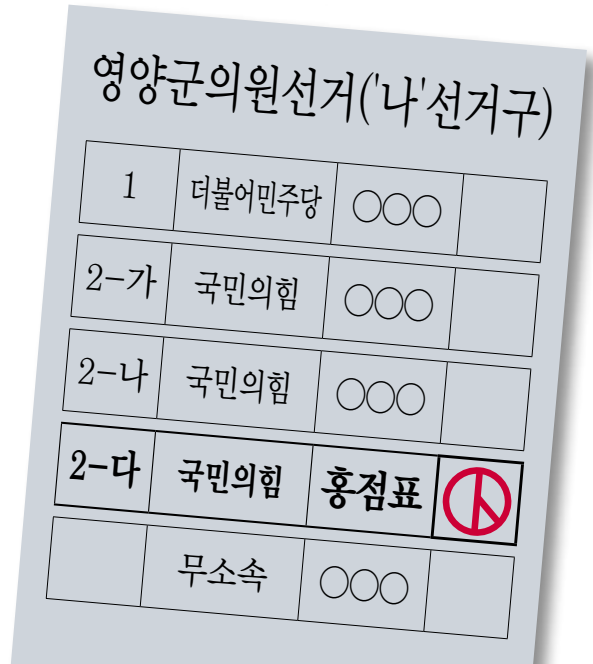 영양군의원선거('나'선거구)
1 더불어민주당 ○○○
2-가 국민의힘 ○○○
2-나 국민의힘 ○○○
2-다 국민의힘 홍점표
무소속 ○○○